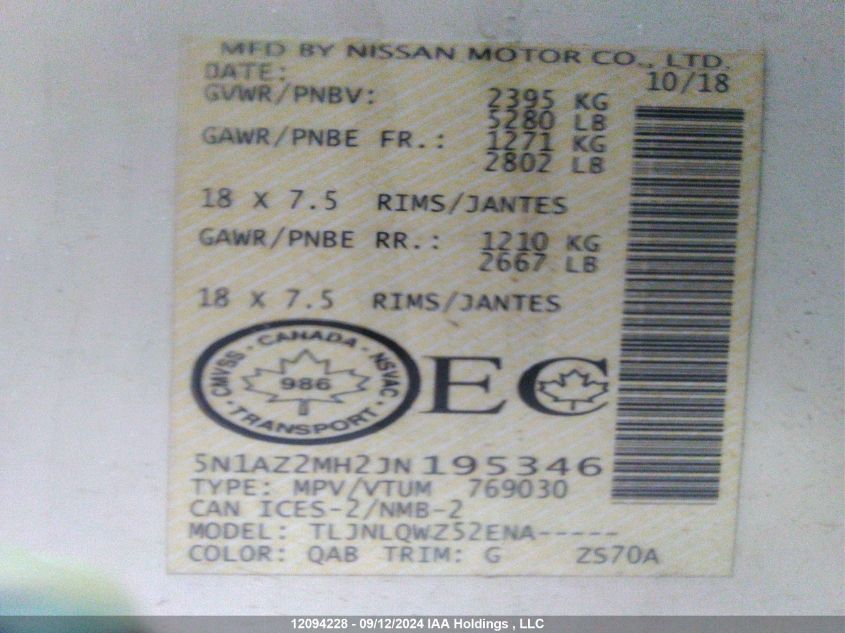 MFD BY NISSAN MOTOR CO., LTD.
DATE: 10/18
GVWR/PNBV: 2395 KG
5280 LB
GAWR/PNBE FR.: 1271 KG
2802 LB
18 X 7.5 RIMS/JANTES
GAWR/PNBE RR.: 1210 KG
2667 LB
18 X 7.5 RIMS/JANTES
CMVSS · CANADA · NSVAC · TRANSPORT ·
986
EC
5N1AZ2MH2JN195346
TYPE: MPV/VTUM 769030
CAN ICES-2/NMB-2
MODEL: TLJNLQWZ52ENA-----
COLOR: QAB TRIM: G ZS70A
12094228 - 09/12/2024 IAA Holdings , LLC